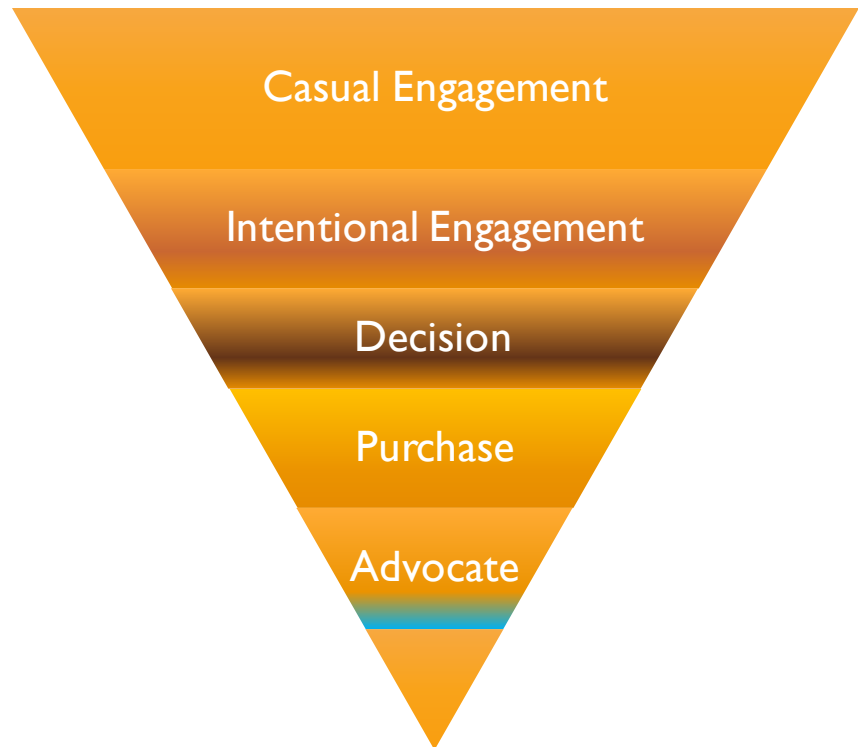 Casual Engagement
Intentional Engagement
Decision
Purchase
Advocate